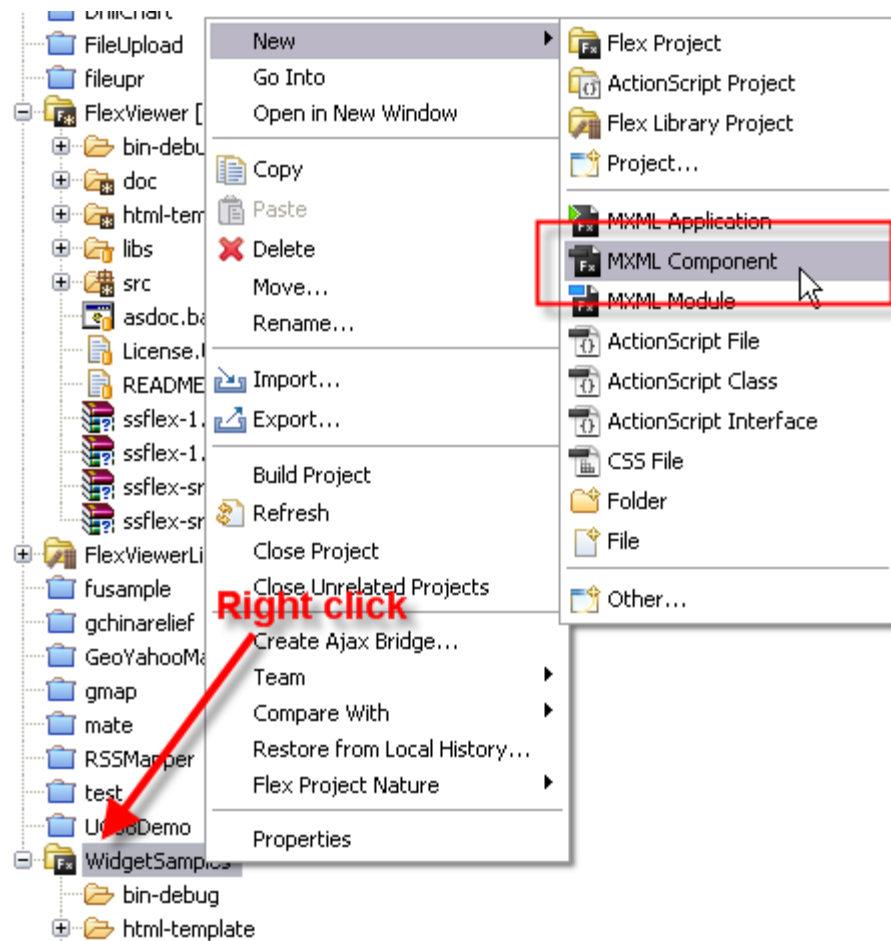 DrillChart
FileUpload
fileupr
FlexViewer [
bin-debu
doc
html-tem
libs
src
asdoc.ba
License.
README
ssflex-1.
ssflex-1.
ssflex-sr
ssflex-sr
FlexViewerLi
fusample
gchinarelief
GeoYahooMa
gmap
mate
RSSMapper
test
WidgetSamples
bin-debug
html-template
New
Go Into
Open in New Window
Copy
Paste
Delete
Move...
Rename...
Import...
Export...
Build Project
Refresh
Close Project
Close Unrelated Projects
Right click
Create Ajax Bridge...
Team
Compare With
Restore from Local History...
Flex Project Nature
Properties
Flex Project
ActionScript Project
Flex Library Project
Project...
MXML Application
MXML Component
MXML Module
ActionScript File
ActionScript Class
ActionScript Interface
CSS File
Folder
File
Other...